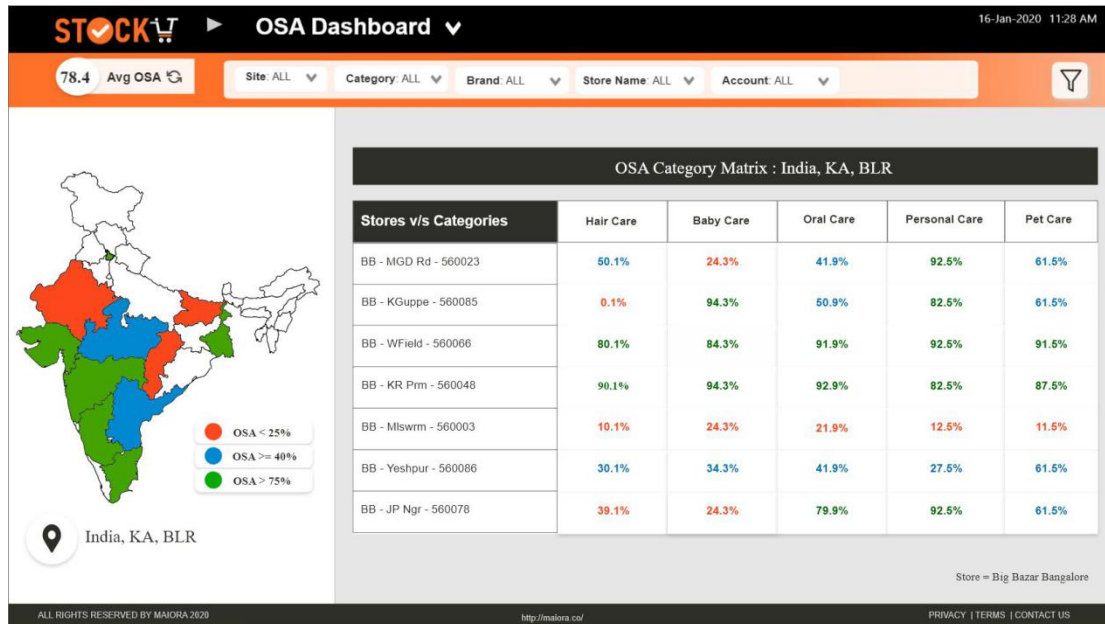 STOCK OSA Dashboard 16-Jan-2020 11:28 AM
78.4 Avg OSA Site: ALL Category: ALL Brand: ALL Store Name: ALL Account: ALL
OSA Category Matrix : India, KA, BLR
Stores v/s Categories Hair Care Baby Care Oral Care Personal Care Pet Care
BB - MGD Rd - 560023 50.1% 24.3% 41.9% 92.5% 61.5%
BB - KGuppe - 560085 0.1% 94.3% 50.9% 82.5% 61.5%
BB - WField - 560066 80.1% 84.3% 91.9% 92.5% 91.5%
BB - KR Prm - 560048 90.1% 94.3% 92.9% 82.5% 87.5%
BB - Mlswrm - 560003 10.1% 24.3% 21.9% 12.5% 11.5%
BB - Yeshpur - 560086 30.1% 34.3% 41.9% 27.5% 61.5%
BB - JP Ngr - 560078 39.1% 24.3% 79.9% 92.5% 61.5%
OSA < 25%
OSA >= 40%
OSA > 75%
India, KA, BLR
Store = Big Bazar Bangalore
ALL RIGHTS RESERVED BY MAIORA 2020 http://maiora.co/ PRIVACY | TERMS | CONTACT US